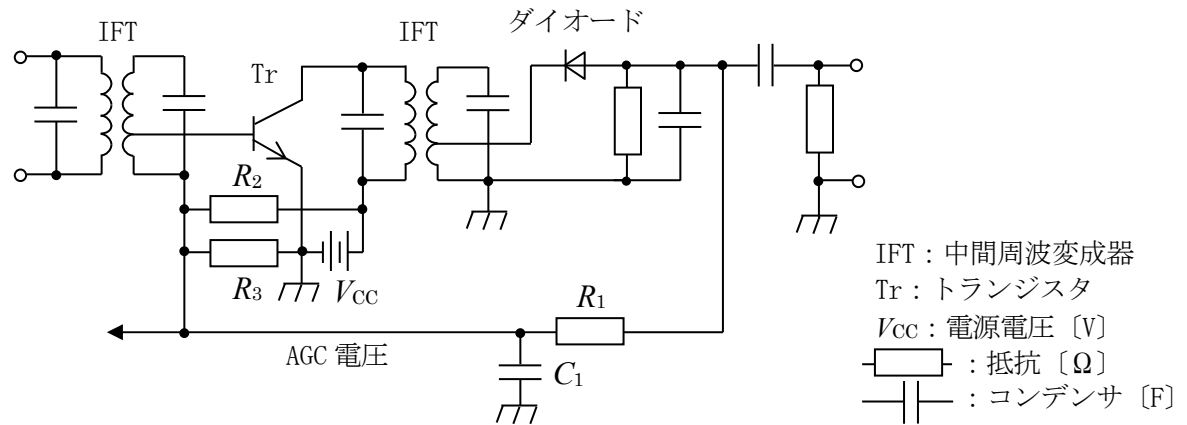 IFT
IFT
ダイオード
Tr
R2
R3
VCC
R1
AGC 電圧
C1
IFT：中間周波変成器
Tr：トランジスタ
VCC：電源電圧〔V〕
：抵抗〔Ω〕
：コンデンサ〔F〕